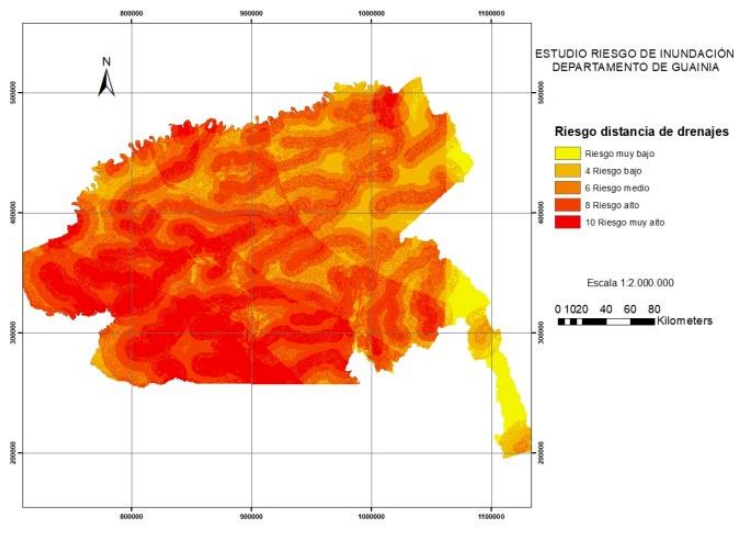 800000 900000 1000000 1100000
N
ESTUDIO RIESGO DE INUNDACIÓN
DEPARTAMENTO DE GUAINIA
500000 500000
Riesgo distancia de drenajes
Riesgo muy bajo
4 Riesgo bajo
6 Riesgo medio
8 Riesgo alto
10 Riesgo muy alto
400000 400000
Escala 1:2.000.000
0 1020 40 60 80
Kilometers
300000 300000
200000 200000
800000 900000 1000000 1100000